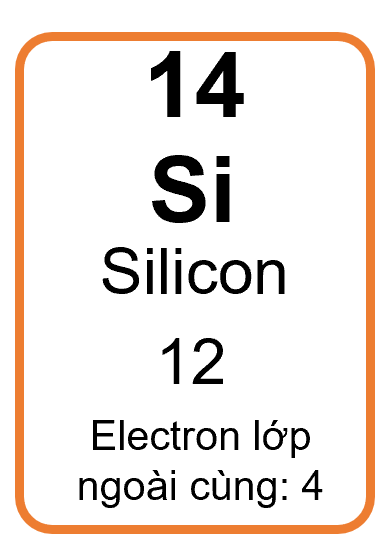 14
Si
Silicon
12
Electron lớp
ngoài cùng: 4